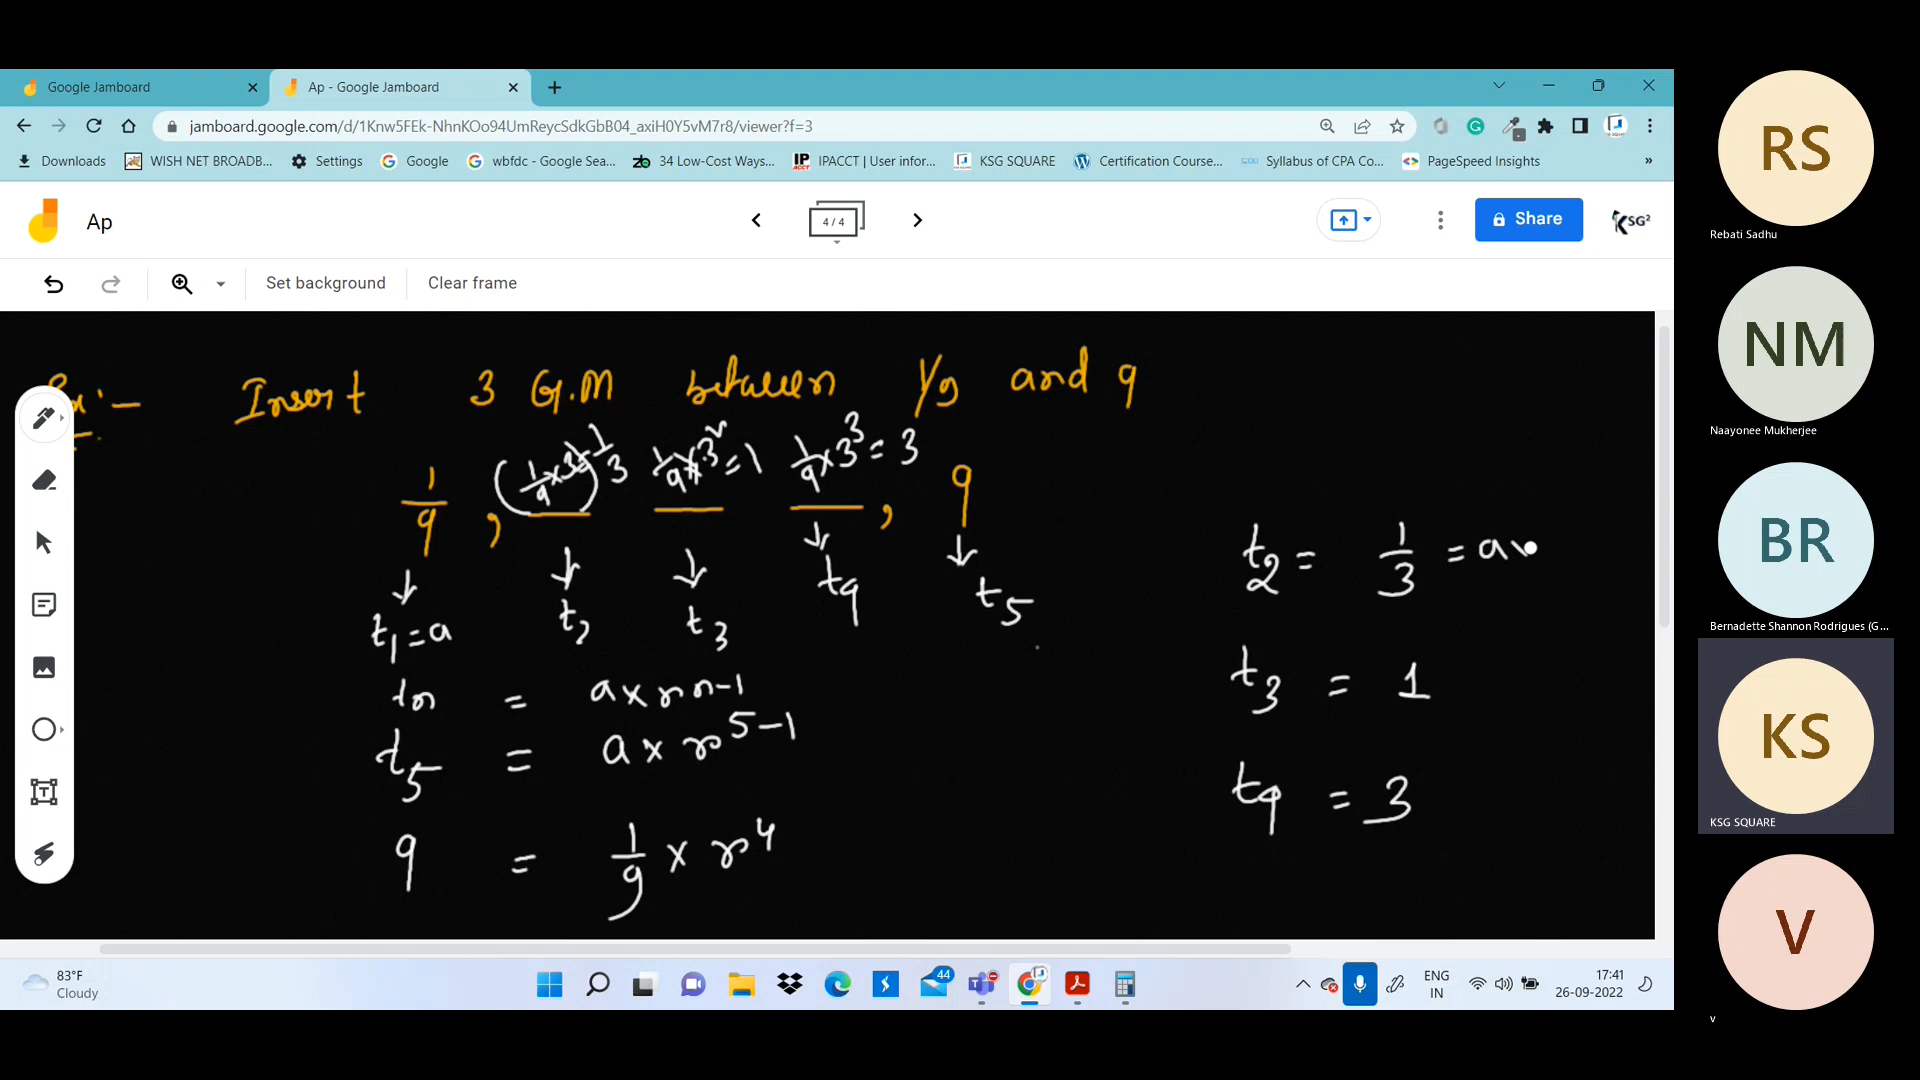 Google Jamboard
Ap - Google Jamboard
jamboard.google.com/d/1Knw5FEk-NhnKOo94UmReycSdkGbB04_axiH0Y5vM7r8/viewer?f=3
Downloads WISH NET BROADB... Settings Google wbfdc - Google Sea... 34 Low-Cost Ways... IPACCT | User infor... KSG SQUARE Certification Course... Syllabus of CPA Co... PageSpeed Insights »
Ap
4 / 4
Share
KSG²
Set background Clear frame
Ex:- Insert 3 G.M between 1/9 and 9
1/9 , (1/9 × 3) = 1/3 1/9 × 3² = 1 1/9 × 3³ = 3 , 9
t1 = a t2 t3 t4 t5
tn = a × r n-1
t5 = a × r^5-1
9 = 1/9 × r^4
t2 = 1/3 = a
t3 = 1
t4 = 3
RS
Rebati Sadhu
NM
Naayonee Mukherjee
BR
Bernadette Shannon Rodrigues (G...
KS
KSG SQUARE
V
v
83°F
Cloudy
44
ENG
IN
17:41
26-09-2022